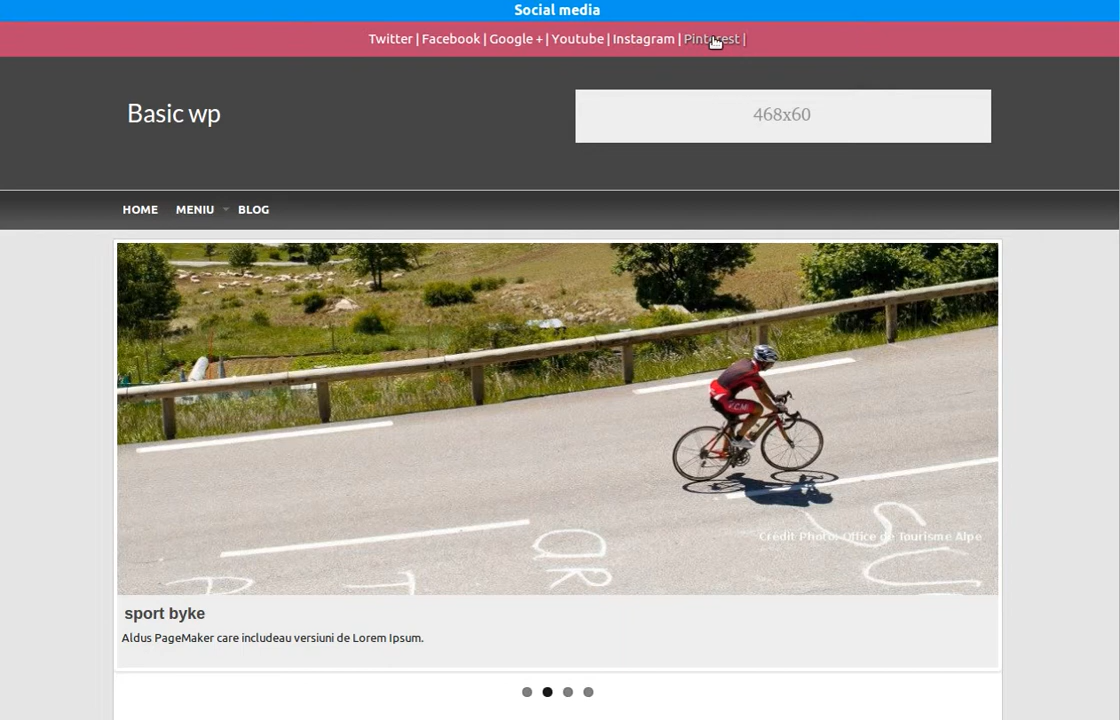 Social media
Twitter | Facebook | Google + | Youtube | Instagram | Pinterest |
Basic wp
468x60
HOME MENIU BLOG
Crédit Photo: Office de Tourisme Alpe
sport byke
Aldus PageMaker care includeau versiuni de Lorem Ipsum.